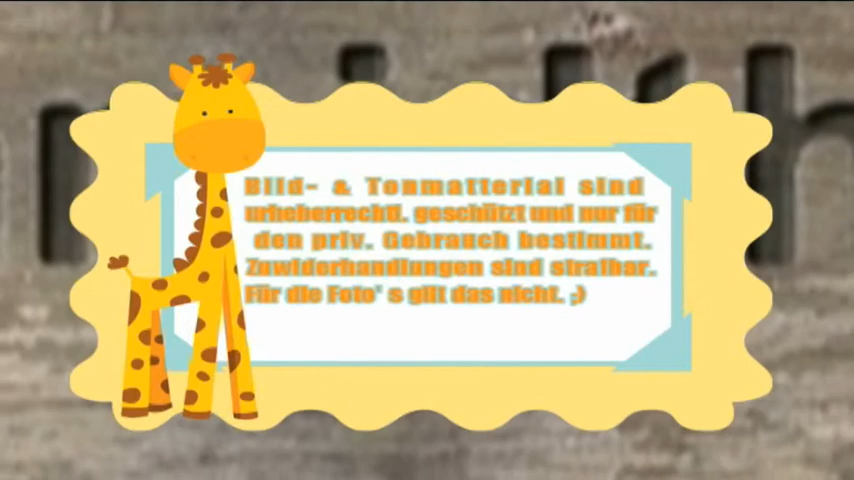 Bild- & Tonmatterial sind
urheberrechtl. geschützt und nur für
den priv. Gebrauch bestimmt.
Zuwiderhandlungen sind strafbar.
Für die Foto' s gilt das nicht. ;)